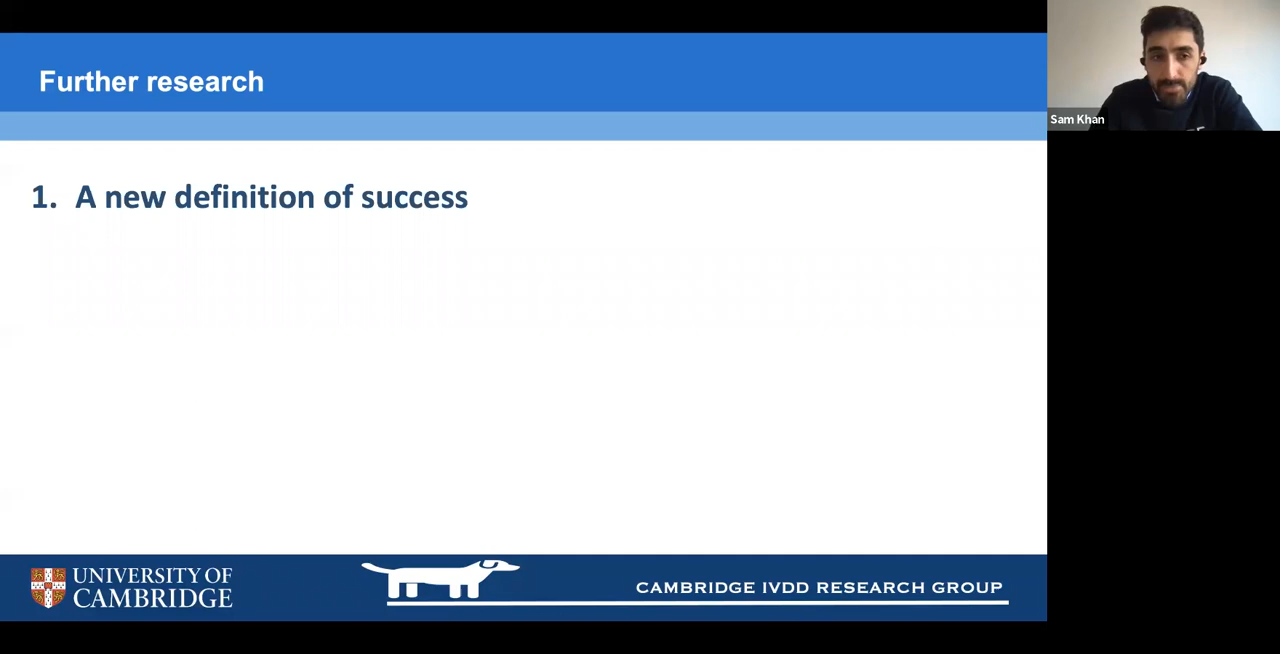 Further research
Sam Khan
1. A new definition of success
UNIVERSITY OF
CAMBRIDGE
CAMBRIDGE IVDD RESEARCH GROUP